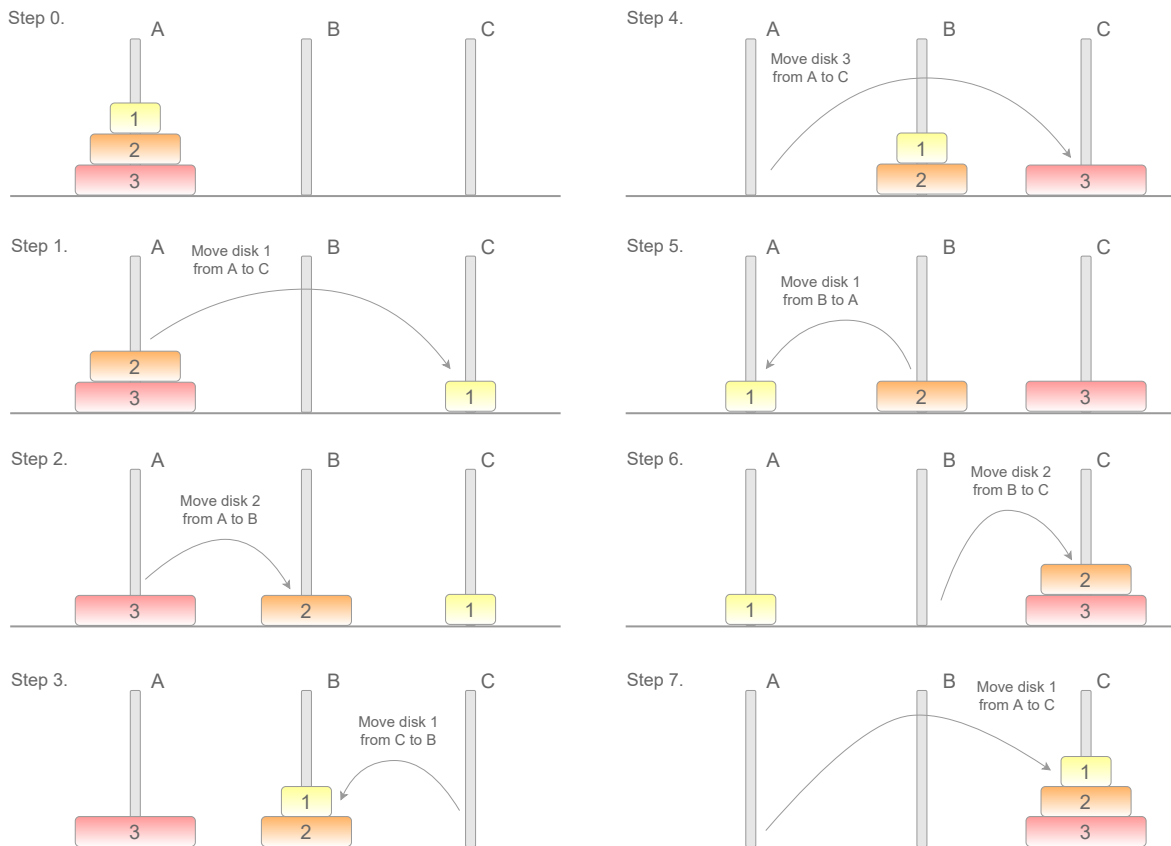 Step 0.
A B C
1
2
3
Step 1.
A B C
Move disk 1
from A to C
2
3 1
Step 2.
A B C
Move disk 2
from A to B
3 2 1
Step 3.
A B C
Move disk 1
from C to B
1
3 2
Step 4.
A B C
Move disk 3
from A to C
1
2 3
Step 5.
A B C
Move disk 1
from B to A
1 2 3
Step 6.
A B C
Move disk 2
from B to C
2
1 3
Step 7.
A B C
Move disk 1
from A to C
1
2
3